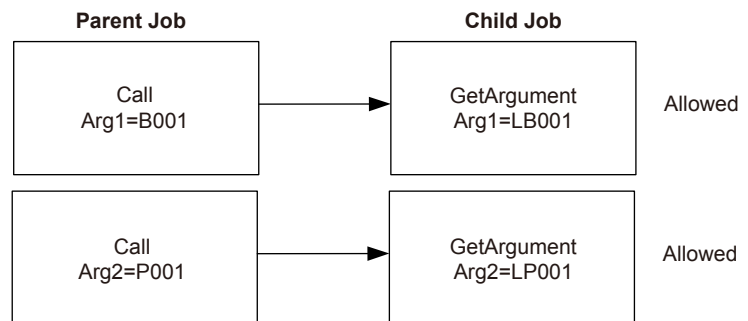 Parent Job
Child Job
Call
Arg1=B001
GetArgument
Arg1=LB001
Allowed
Call
Arg2=P001
GetArgument
Arg2=LP001
Allowed